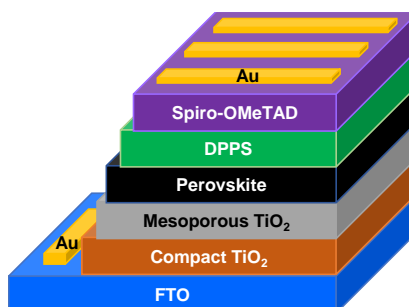 Au
Spiro-OMeTAD
DPPS
Perovskite
Mesoporous TiO₂
Au
Compact TiO₂
FTO